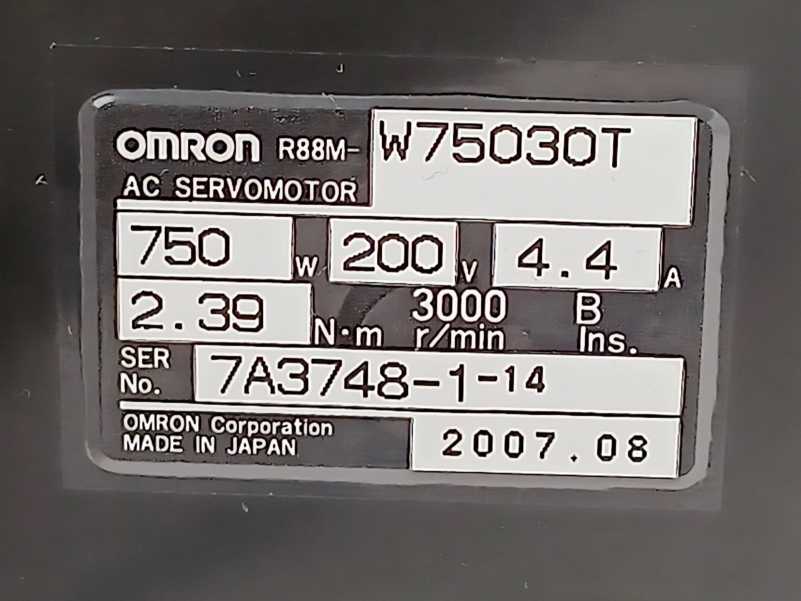 OMRON R88M- W75030T
AC SERVOMOTOR
750 W 200 V 4.4 A
2.39 N·m 3000 r/min B Ins.
SER No. 7A3748-1-14
OMRON Corporation
MADE IN JAPAN 2007.08